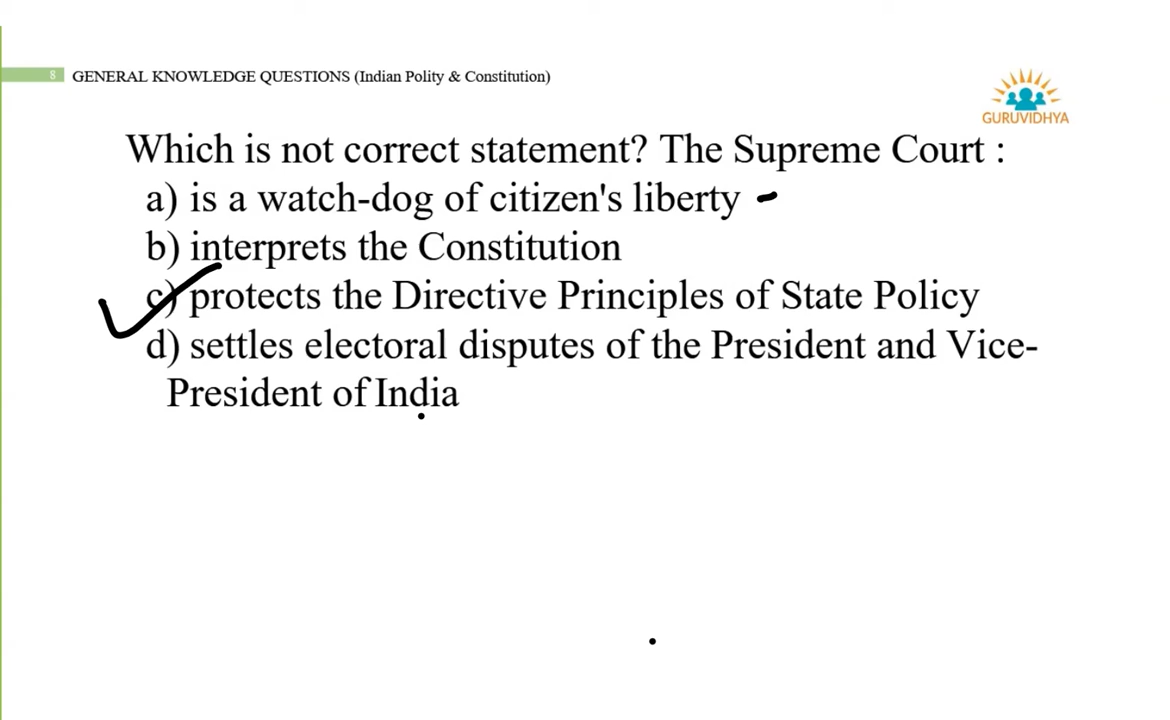 8 GENERAL KNOWLEDGE QUESTIONS (Indian Polity & Constitution)
GURUVIDHYA
Which is not correct statement? The Supreme Court :
a) is a watch-dog of citizen's liberty
b) interprets the Constitution
c) protects the Directive Principles of State Policy
d) settles electoral disputes of the President and Vice-
President of India